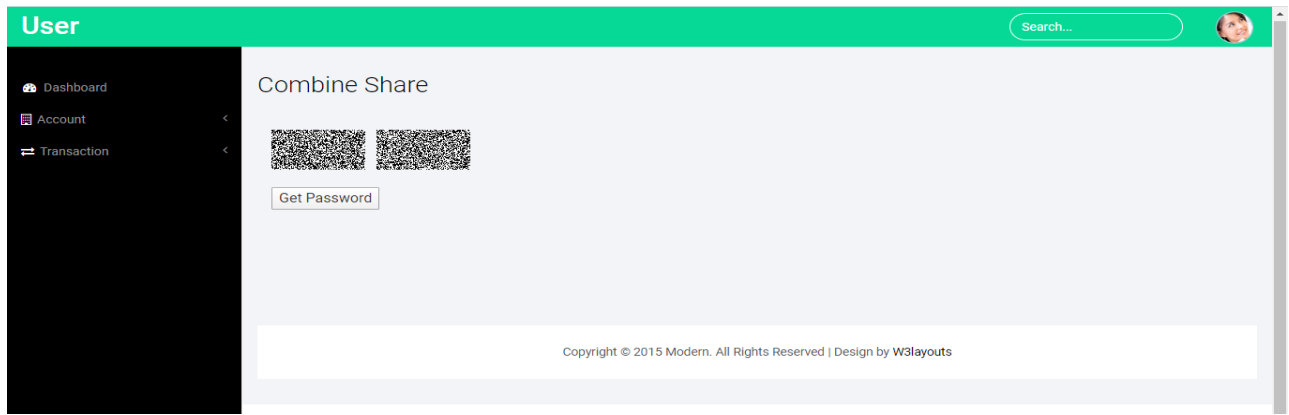 User
Search...
Dashboard
Account
Transaction
Combine Share
Get Password
Copyright © 2015 Modern. All Rights Reserved | Design by W3layouts